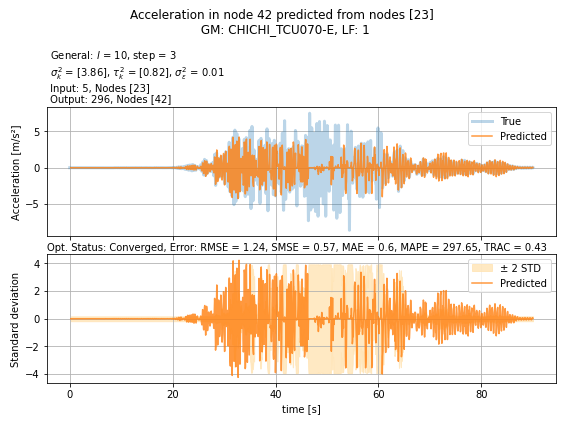 Acceleration in node 42 predicted from nodes [23]
GM: CHICHI_TCU070-E, LF: 1
General: l = 10, step = 3
σ²ₖ = [3.86], τ²ₖ = [0.82], σ²ε = 0.01
Input: 5, Nodes [23]
Output: 296, Nodes [42]
True
Predicted
Acceleration [m/s²]
5
0
−5
Opt. Status: Converged, Error: RMSE = 1.24, SMSE = 0.57, MAE = 0.6, MAPE = 297.65, TRAC = 0.43
± 2 STD
Predicted
Standard deviation
4
2
0
−2
−4
0 20 40 60 80
time [s]